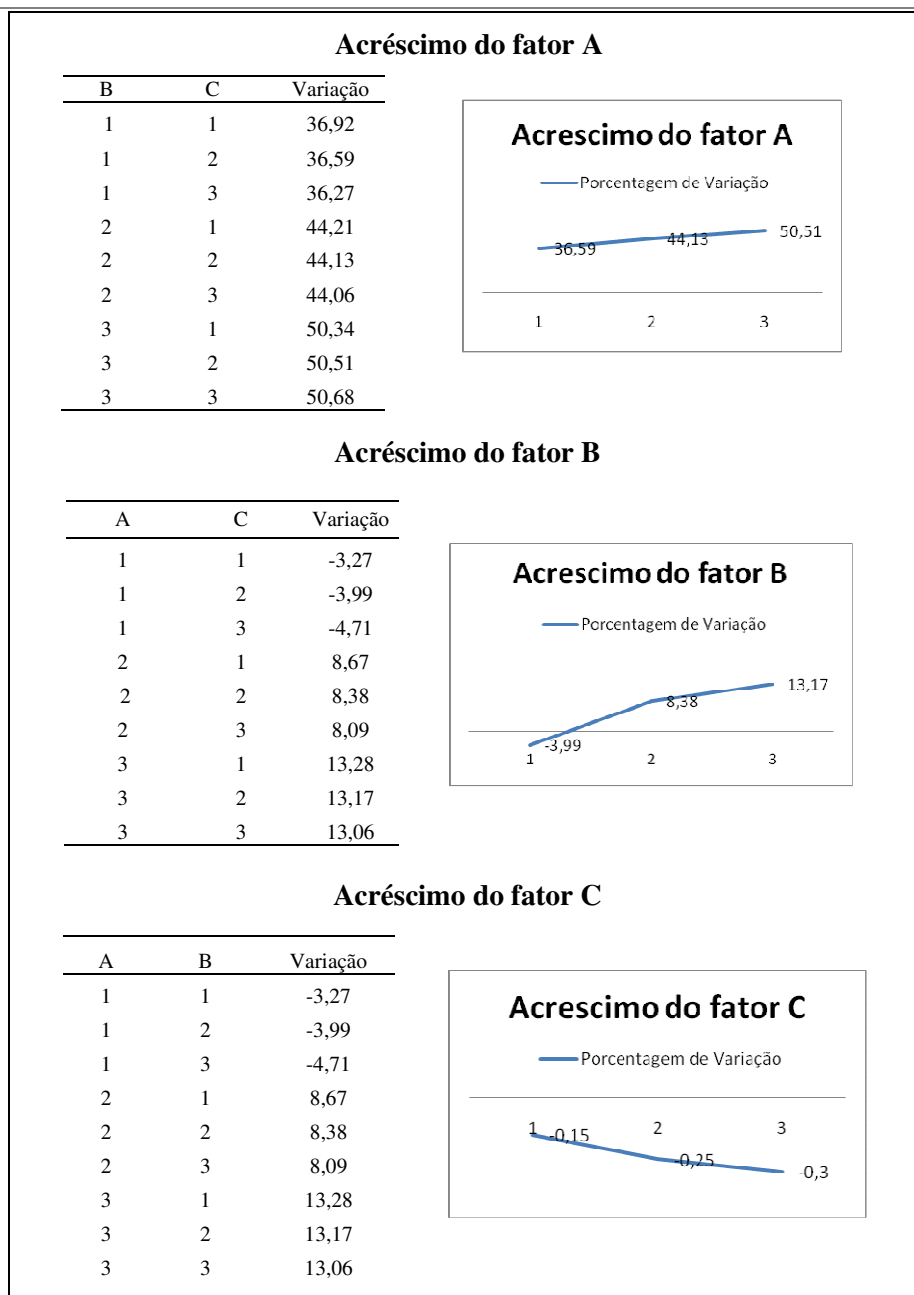 Acréscimo do fator A
B C Variação
1 1 36,92
1 2 36,59
1 3 36,27
2 1 44,21
2 2 44,13
2 3 44,06
3 1 50,34
3 2 50,51
3 3 50,68
Acrescimo do fator A
Porcentagem de Variação
36,59 44,13 50,51
1 2 3
Acréscimo do fator B
A C Variação
1 1 -3,27
1 2 -3,99
1 3 -4,71
2 1 8,67
2 2 8,38
2 3 8,09
3 1 13,28
3 2 13,17
3 3 13,06
Acrescimo do fator B
Porcentagem de Variação
-3,99 8,38 13,17
1 2 3
Acréscimo do fator C
A B Variação
1 1 -3,27
1 2 -3,99
1 3 -4,71
2 1 8,67
2 2 8,38
2 3 8,09
3 1 13,28
3 2 13,17
3 3 13,06
Acrescimo do fator C
Porcentagem de Variação
1 2 3
-0,15 -0,25 -0,3